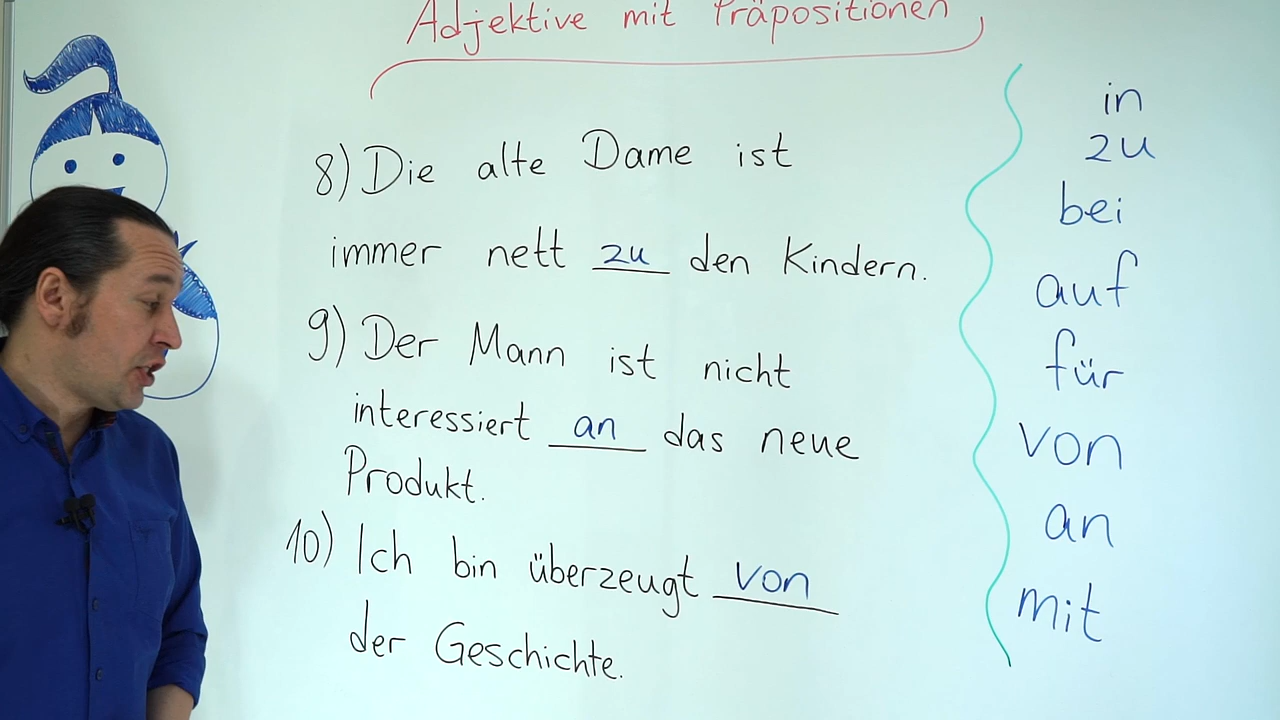 Adjektive mit Präpositionen
8) Die alte Dame ist
immer nett zu den Kindern.
9) Der Mann ist nicht
interessiert an das neue
Produkt.
10) Ich bin überzeugt von
der Geschichte.
in
zu
bei
auf
für
von
an
mit